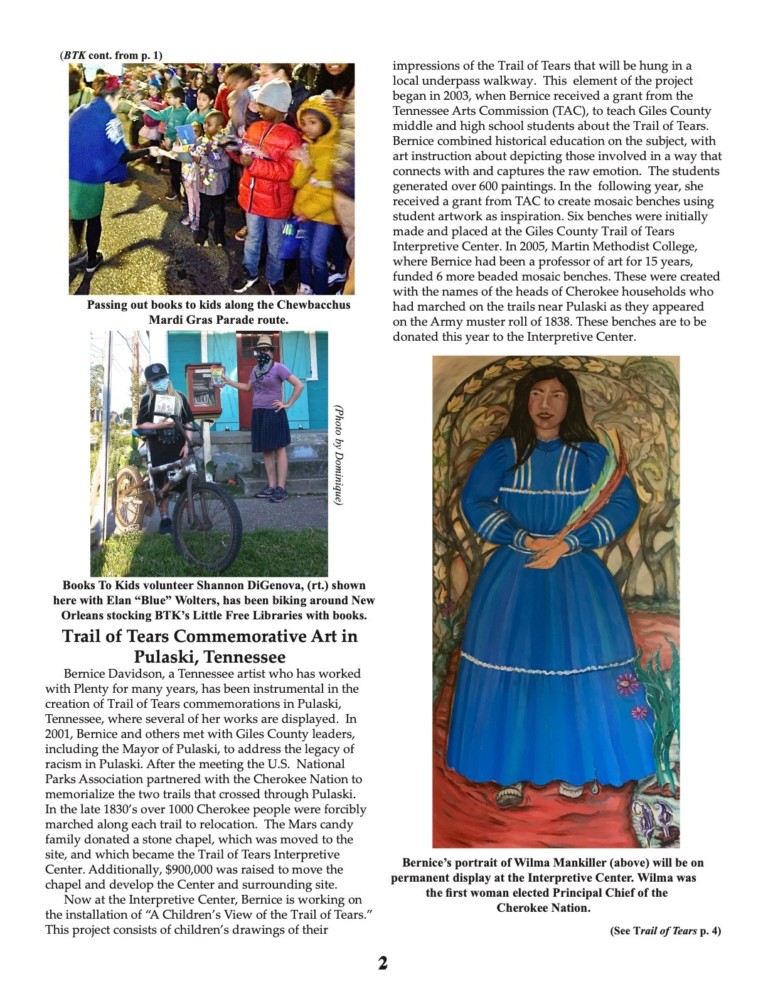 (BTK cont. from p. 1)
Passing out books to kids along the Chewbacchus
Mardi Gras Parade route.
(Photo by Dominique)
Books To Kids volunteer Shannon DiGenova, (rt.) shown
here with Elan “Blue” Wolters, has been biking around New
Orleans stocking BTK’s Little Free Libraries with books.
Trail of Tears Commemorative Art in
Pulaski, Tennessee
Bernice Davidson, a Tennessee artist who has worked
with Plenty for many years, has been instrumental in the
creation of Trail of Tears commemorations in Pulaski,
Tennessee, where several of her works are displayed. In
2001, Bernice and others met with Giles County leaders,
including the Mayor of Pulaski, to address the legacy of
racism in Pulaski. After the meeting the U.S. National
Parks Association partnered with the Cherokee Nation to
memorialize the two trails that crossed through Pulaski.
In the late 1830’s over 1000 Cherokee people were forcibly
marched along each trail to relocation. The Mars candy
family donated a stone chapel, which was moved to the
site, and which became the Trail of Tears Interpretive
Center. Additionally, $900,000 was raised to move the
chapel and develop the Center and surrounding site.
Now at the Interpretive Center, Bernice is working on
the installation of “A Children’s View of the Trail of Tears.”
This project consists of children’s drawings of their
impressions of the Trail of Tears that will be hung in a
local underpass walkway. This element of the project
began in 2003, when Bernice received a grant from the
Tennessee Arts Commission (TAC), to teach Giles County
middle and high school students about the Trail of Tears.
Bernice combined historical education on the subject, with
art instruction about depicting those involved in a way that
connects with and captures the raw emotion. The students
generated over 600 paintings. In the following year, she
received a grant from TAC to create mosaic benches using
student artwork as inspiration. Six benches were initially
made and placed at the Giles County Trail of Tears
Interpretive Center. In 2005, Martin Methodist College,
where Bernice had been a professor of art for 15 years,
funded 6 more beaded mosaic benches. These were created
with the names of the heads of Cherokee households who
had marched on the trails near Pulaski as they appeared
on the Army muster roll of 1838. These benches are to be
donated this year to the Interpretive Center.
Bernice’s portrait of Wilma Mankiller (above) will be on
permanent display at the Interpretive Center. Wilma was
the first woman elected Principal Chief of the
Cherokee Nation.
(See Trail of Tears p. 4)
2